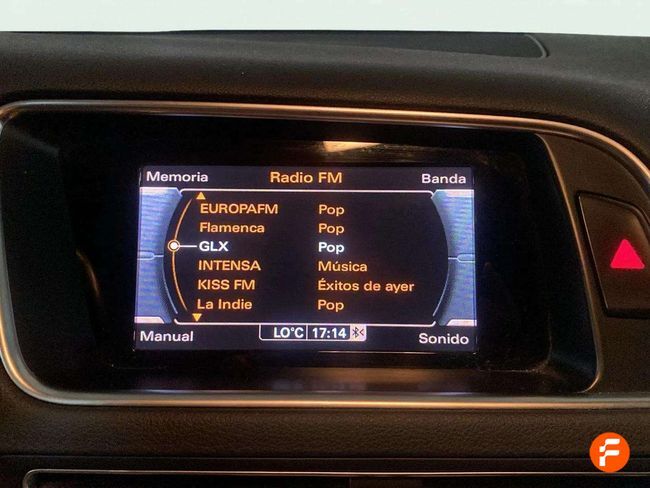 Memoria Radio FM Banda
EUROPAFM Pop
Flamenca Pop
GLX Pop
INTENSA Música
KISS FM Éxitos de ayer
La Indie Pop
Manual LO°C 17:14 Sonido